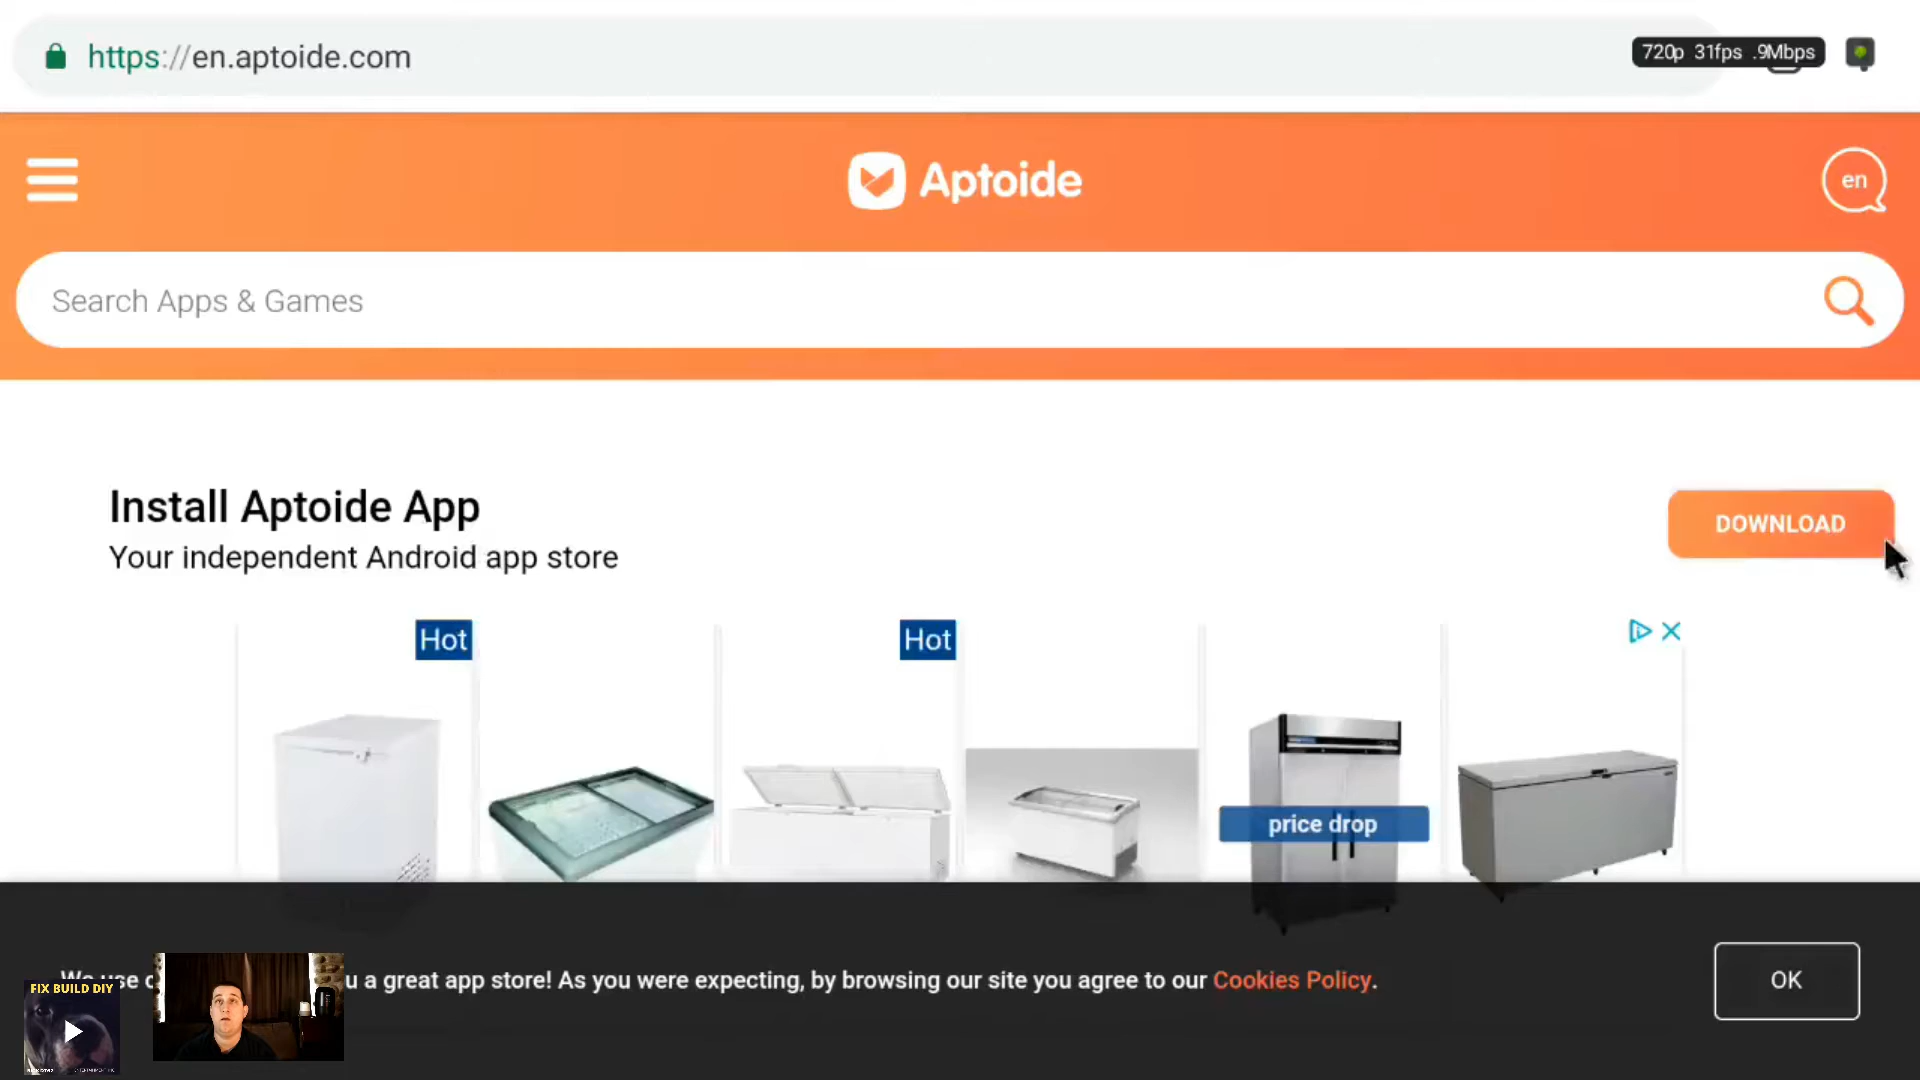 https://en.aptoide.com
720p 31fps .9Mbps
Aptoide
en
Search Apps & Games
Install Aptoide App
Your independent Android app store
DOWNLOAD
Hot
Hot
price drop
We use
u a great app store! As you were expecting, by browsing our site you agree to our Cookies Policy.
OK
FIX BUILD DIY